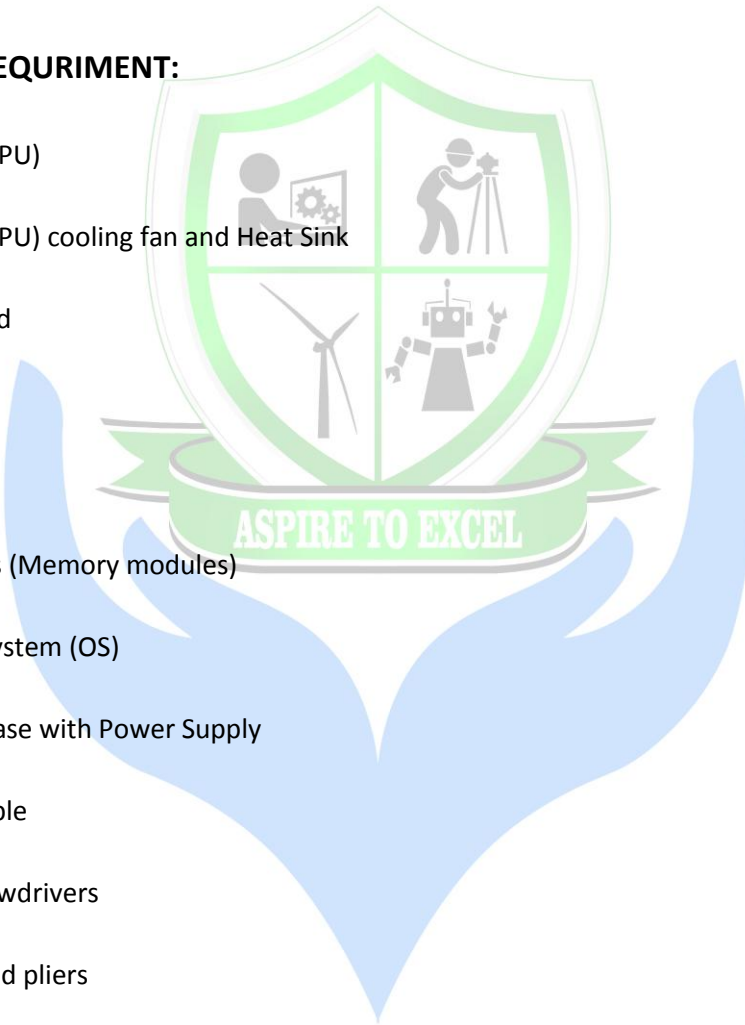 EQURIMENT:
PU)
PU) cooling fan and Heat Sink
d
ASPIRE TO EXCEL
s (Memory modules)
ystem (OS)
ase with Power Supply
ble
wdrivers
d pliers